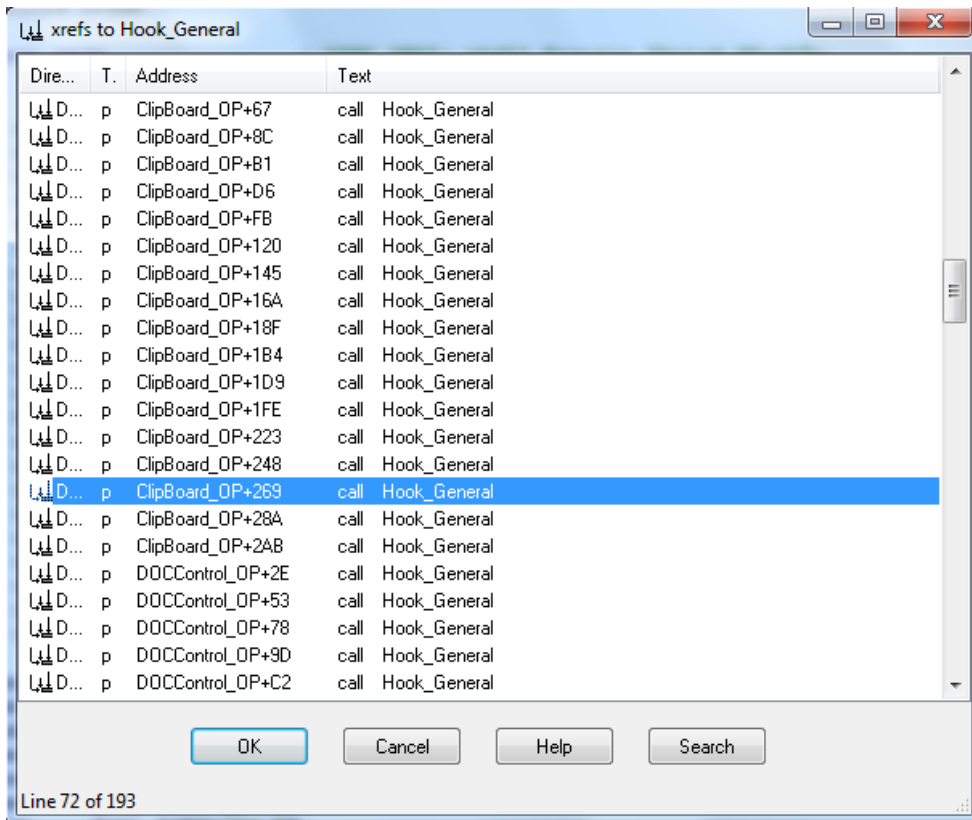 xrefs to Hook_General
Dire... T. Address Text
D... p ClipBoard_OP+67 call Hook_General
D... p ClipBoard_OP+8C call Hook_General
D... p ClipBoard_OP+B1 call Hook_General
D... p ClipBoard_OP+D6 call Hook_General
D... p ClipBoard_OP+FB call Hook_General
D... p ClipBoard_OP+120 call Hook_General
D... p ClipBoard_OP+145 call Hook_General
D... p ClipBoard_OP+16A call Hook_General
D... p ClipBoard_OP+18F call Hook_General
D... p ClipBoard_OP+1B4 call Hook_General
D... p ClipBoard_OP+1D9 call Hook_General
D... p ClipBoard_OP+1FE call Hook_General
D... p ClipBoard_OP+223 call Hook_General
D... p ClipBoard_OP+248 call Hook_General
D... p ClipBoard_OP+269 call Hook_General
D... p ClipBoard_OP+28A call Hook_General
D... p ClipBoard_OP+2AB call Hook_General
D... p DOCControl_OP+2E call Hook_General
D... p DOCControl_OP+53 call Hook_General
D... p DOCControl_OP+78 call Hook_General
D... p DOCControl_OP+9D call Hook_General
D... p DOCControl_OP+C2 call Hook_General
OK Cancel Help Search
Line 72 of 193